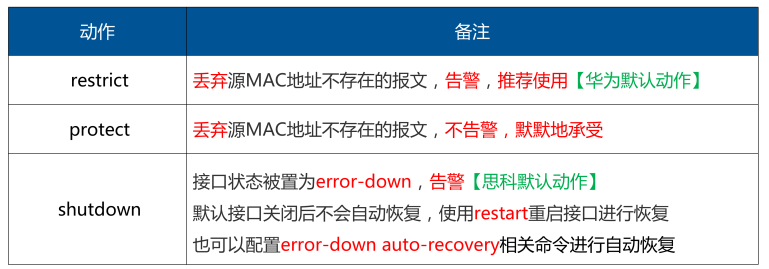 动作 备注
restrict 丢弃源MAC地址不存在的报文，告警，推荐使用【华为默认动作】
protect 丢弃源MAC地址不存在的报文，不告警，默默地承受
接口状态被置为error-down，告警【思科默认动作】
shutdown 默认接口关闭后不会自动恢复，使用restart重启接口进行恢复
也可以配置error-down auto-recovery相关命令进行自动恢复